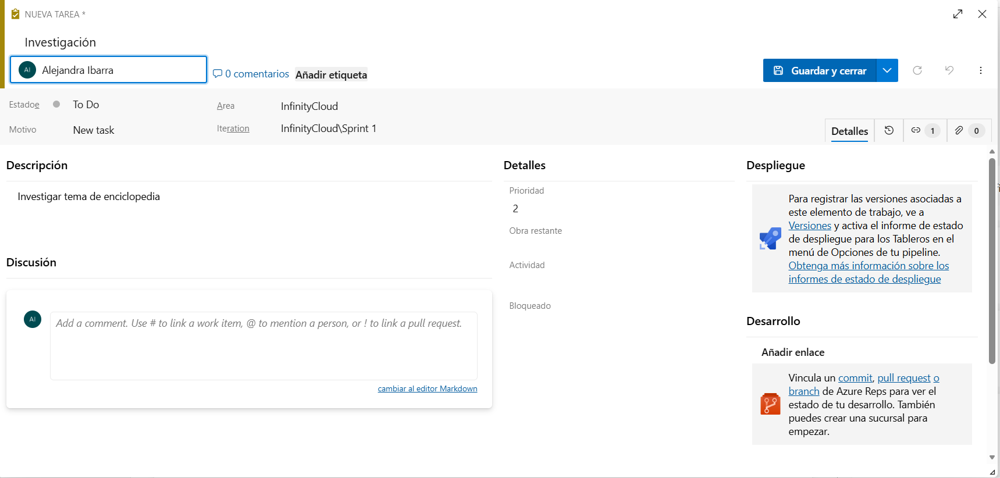 NUEVA TAREA *
Investigación
AI Alejandra Ibarra
0 comentarios
Añadir etiqueta
Guardar y cerrar
Estadoe To Do
Area InfinityCloud
Motivo New task
Iteration InfinityCloud\Sprint 1
Detalles
1
0
Descripción
Investigar tema de enciclopedia
Discusión
AI
Add a comment. Use # to link a work item, @ to mention a person, or ! to link a pull request.
cambiar al editor Markdown
Detalles
Prioridad
2
Obra restante
Actividad
Bloqueado
Despliegue
Para registrar las versiones asociadas a
este elemento de trabajo, ve a
Versiones y activa el informe de estado
de despliegue para los Tableros en el
menú de Opciones de tu pipeline.
Obtenga más información sobre los
informes de estado de despliegue
Desarrollo
Añadir enlace
Vincula un commit, pull request o
branch de Azure Reps para ver el
estado de tu desarrollo. También
puedes crear una sucursal para
empezar.